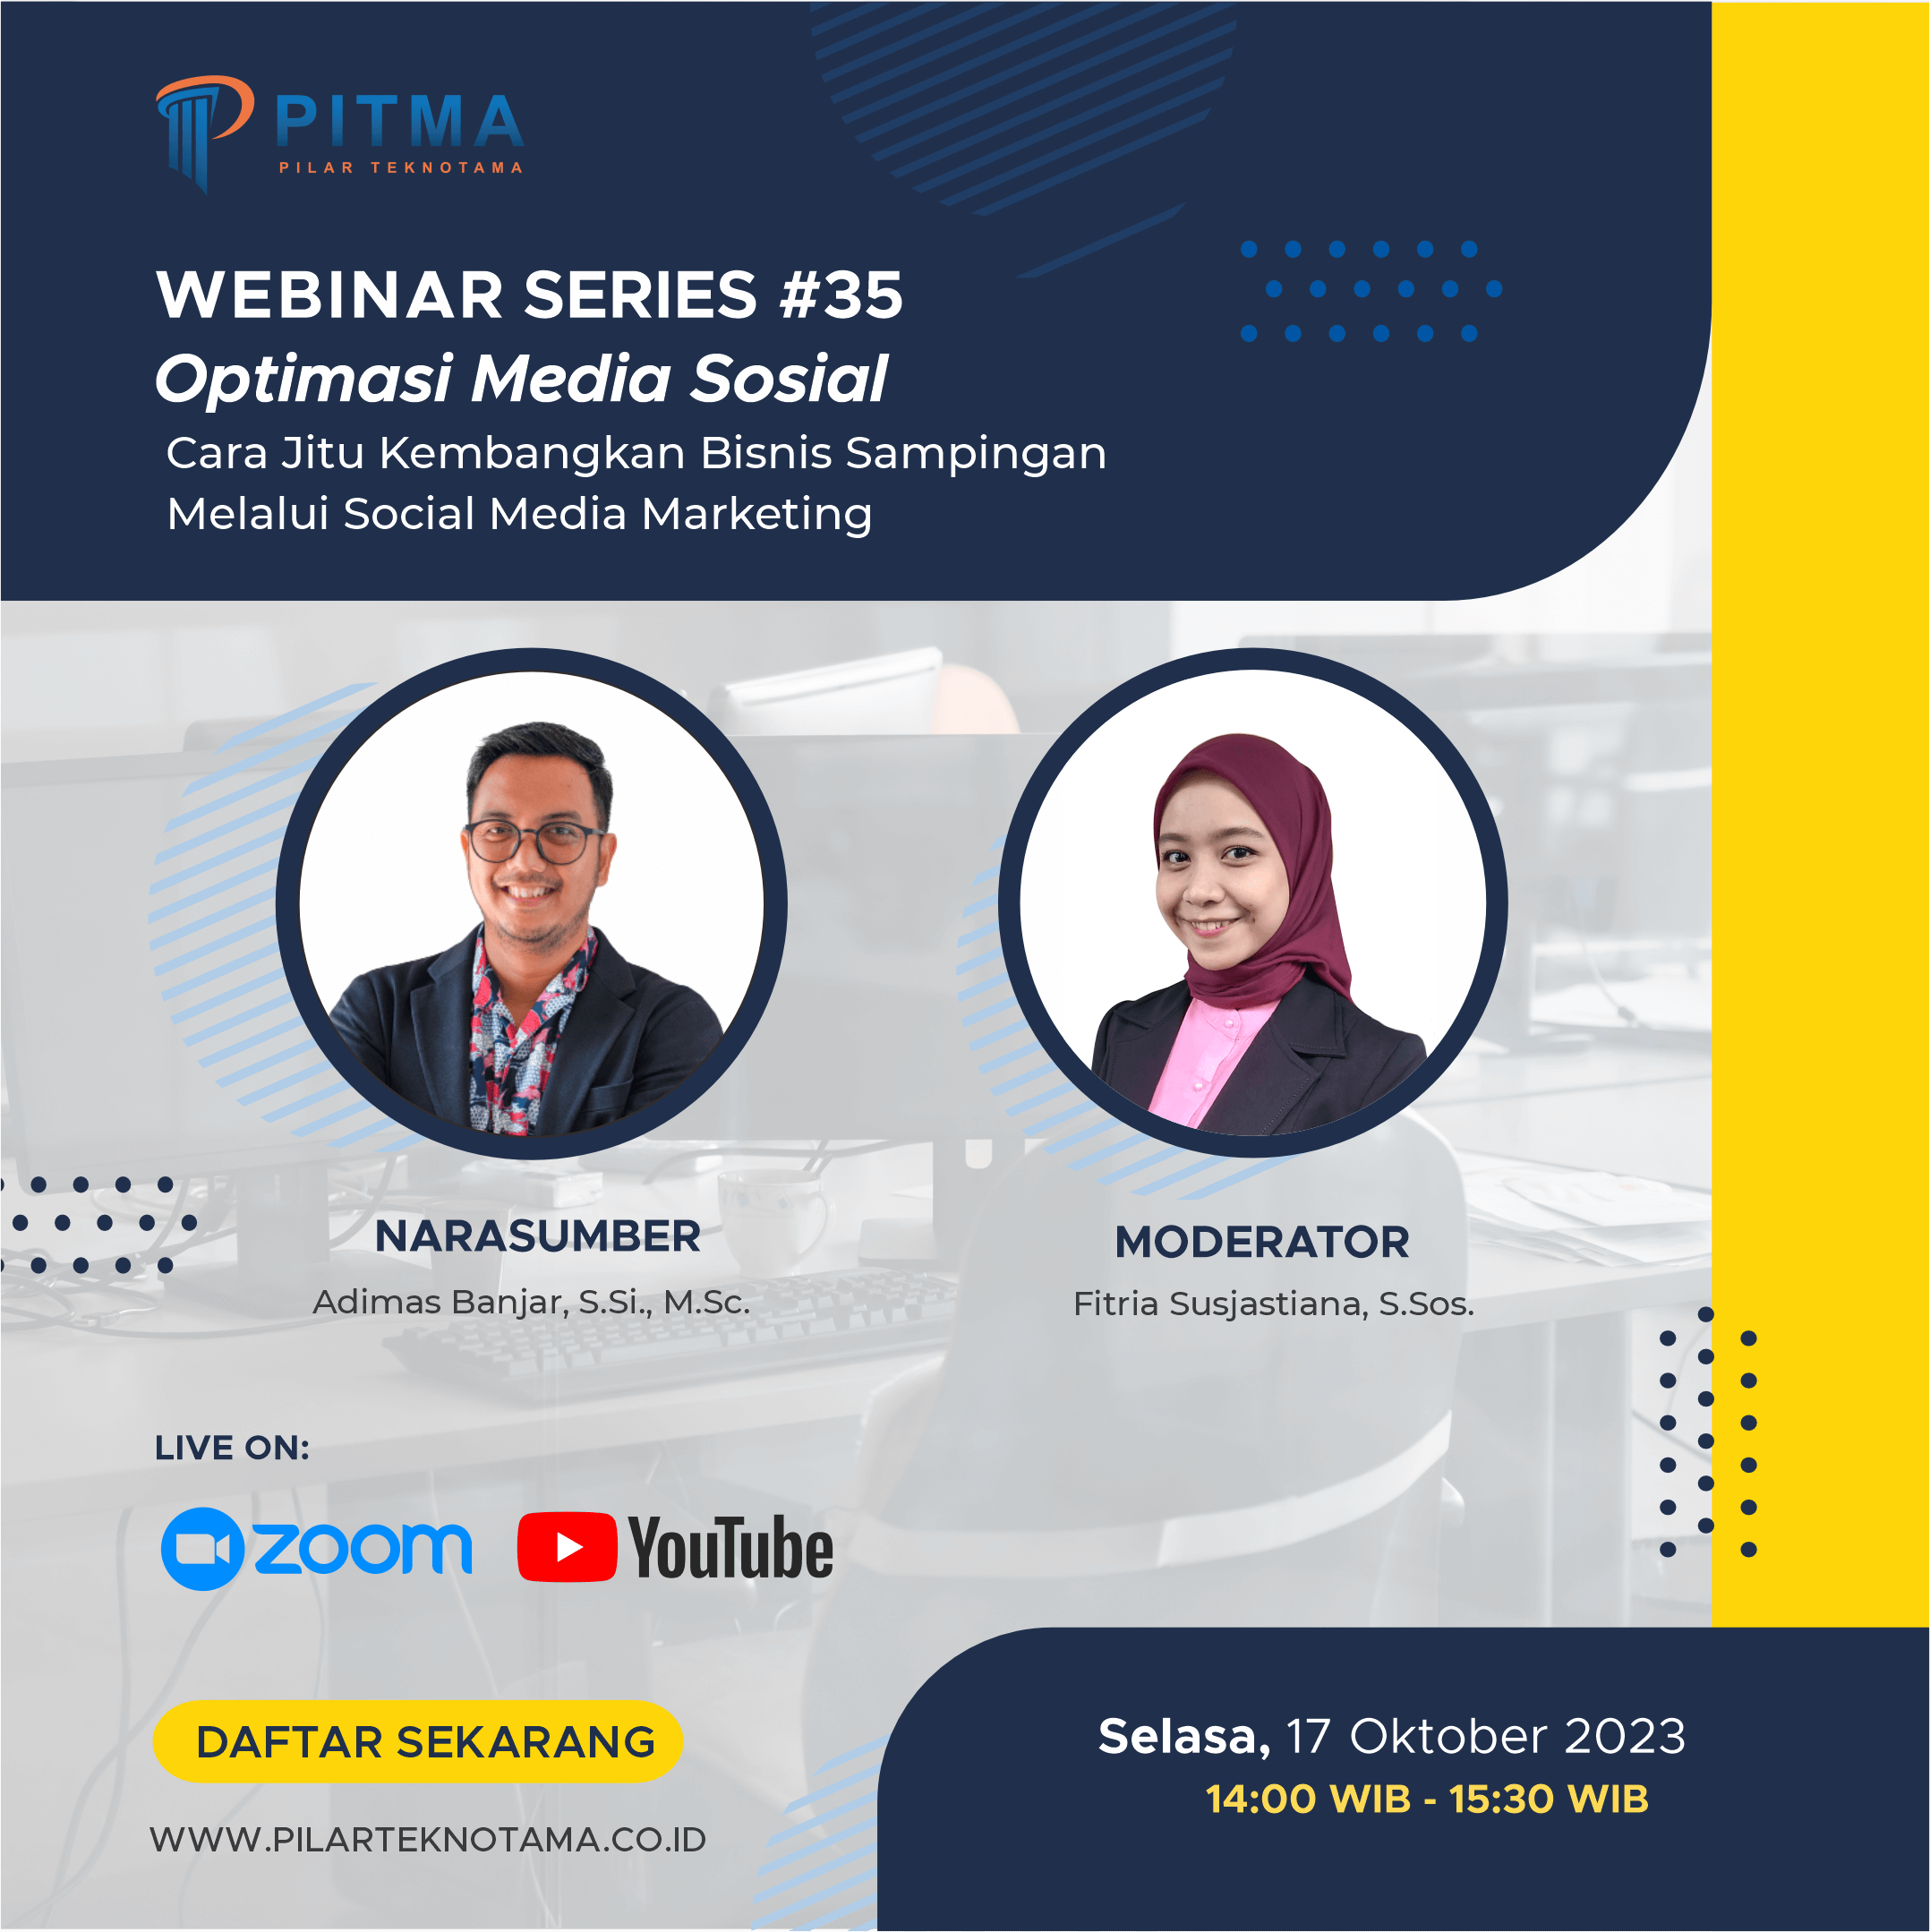 PITMA
PILAR TEKNOTAMA
WEBINAR SERIES #35
Optimasi Media Sosial
Cara Jitu Kembangkan Bisnis Sampingan
Melalui Social Media Marketing
NARASUMBER
Adimas Banjar, S.Si., M.Sc.
MODERATOR
Fitria Susjastiana, S.Sos.
LIVE ON:
zoom
YouTube
DAFTAR SEKARANG
WWW.PILARTEKNOTAMA.CO.ID
Selasa, 17 Oktober 2023
14:00 WIB - 15:30 WIB